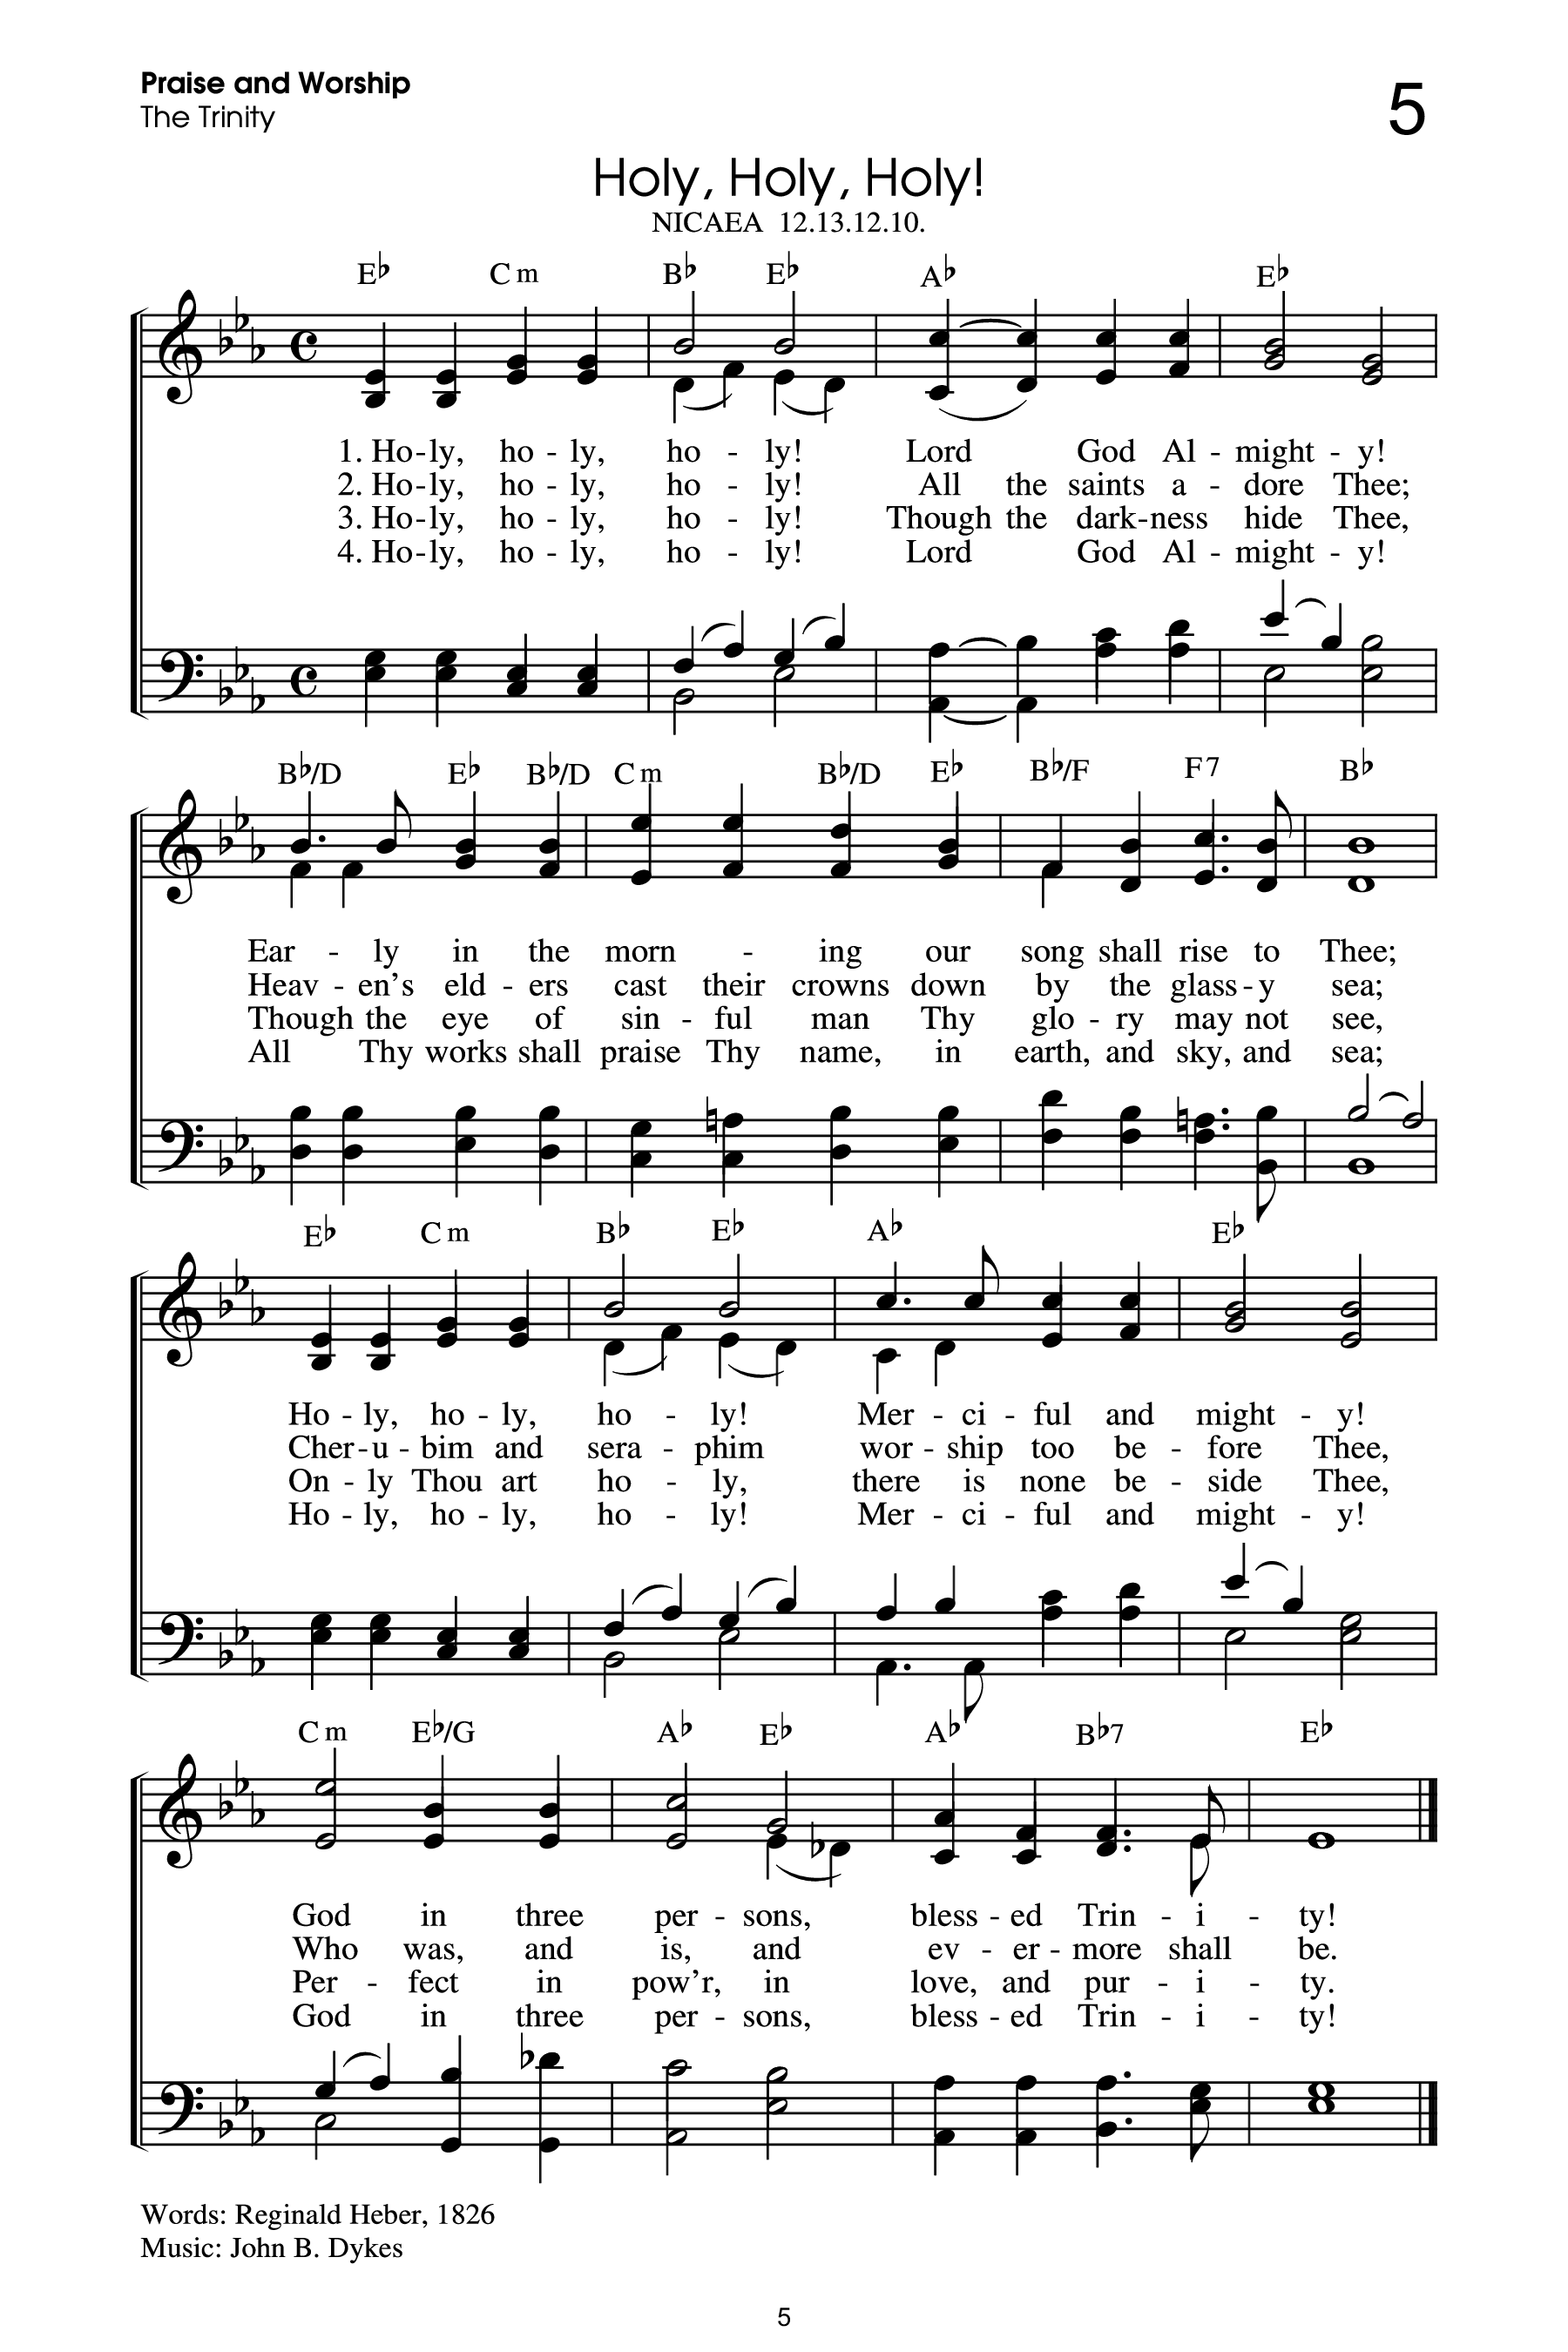 Praise and Worship
The Trinity
5
Holy, Holy, Holy!
NICAEA 12.13.12.10.
E♭ Cm B♭ E♭ A♭ E♭
1. Ho - ly, ho - ly, ho - ly! Lord God Al - might - y!
2. Ho - ly, ho - ly, ho - ly! All the saints a - dore Thee;
3. Ho - ly, ho - ly, ho - ly! Though the dark - ness hide Thee,
4. Ho - ly, ho - ly, ho - ly! Lord God Al - might - y!
B♭/D E♭ B♭/D Cm B♭/D E♭ B♭/F F7 B♭
Ear - ly in the morn - ing our song shall rise to Thee;
Heav - en's eld - ers cast their crowns down by the glass - y sea;
Though the eye of sin - ful man Thy glo - ry may not see,
All Thy works shall praise Thy name, in earth, and sky, and sea;
E♭ Cm B♭ E♭ A♭ E♭
Ho - ly, ho - ly, ho - ly! Mer - ci - ful and might - y!
Cher - u - bim and sera - phim wor - ship too be - fore Thee,
On - ly Thou art ho - ly, there is none be - side Thee,
Ho - ly, ho - ly, ho - ly! Mer - ci - ful and might - y!
Cm E♭/G A♭ E♭ A♭ B♭7 E♭
God in three per - sons, bless - ed Trin - i - ty!
Who was, and is, and ev - er - more shall be.
Per - fect in pow'r, in love, and pur - i - ty.
God in three per - sons, bless - ed Trin - i - ty!
Words: Reginald Heber, 1826
Music: John B. Dykes
5